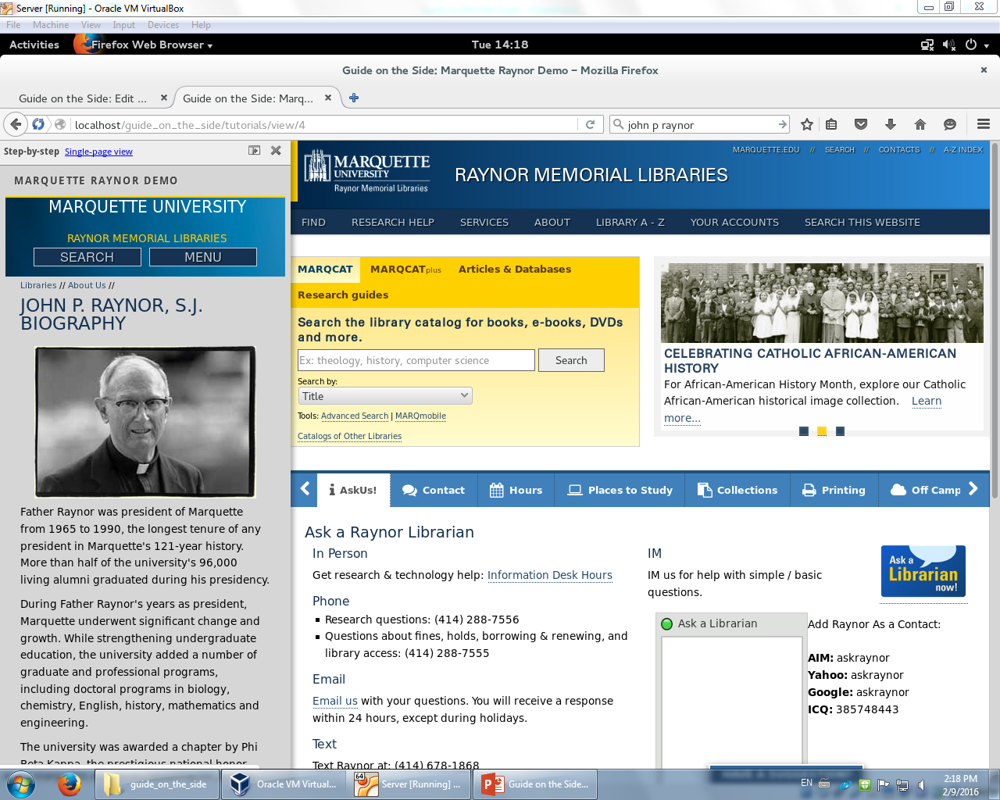 Server [Running] - Oracle VM VirtualBox
File Machine View Input Devices Help
Activities Firefox Web Browser Tue 14:18
Guide on the Side: Marquette Raynor Demo – Mozilla Firefox
Guide on the Side: Edit ... Guide on the Side: Marq...
localhost/guide_on_the_side/tutorials/view/4 john p raynor
Step-by-step Single-page view
MARQUETTE RAYNOR DEMO
MARQUETTE UNIVERSITY
RAYNOR MEMORIAL LIBRARIES
SEARCH MENU
Libraries // About Us //
JOHN P. RAYNOR, S.J.
BIOGRAPHY
Father Raynor was president of Marquette
from 1965 to 1990, the longest tenure of any
president in Marquette's 121-year history.
More than half of the university's 96,000
living alumni graduated during his presidency.
During Father Raynor's years as president,
Marquette underwent significant change and
growth. While strengthening undergraduate
education, the university added a number of
graduate and professional programs,
including doctoral programs in biology,
chemistry, English, history, mathematics and
engineering.
The university was awarded a chapter by Phi
Beta Kappa, the prestigious national honor
MARQUETTE.EDU // SEARCH // CONTACTS // A-Z INDEX
MARQUETTE
UNIVERSITY
Raynor Memorial Libraries
RAYNOR MEMORIAL LIBRARIES
FIND RESEARCH HELP SERVICES ABOUT LIBRARY A - Z YOUR ACCOUNTS SEARCH THIS WEBSITE
MARQCAT MARQCATplus Articles & Databases
Research guides
Search the library catalog for books, e-books, DVDs
and more.
Ex: theology, history, computer science Search
Search by:
Title
Tools: Advanced Search | MARQmobile
Catalogs of Other Libraries
CELEBRATING CATHOLIC AFRICAN-AMERICAN
HISTORY
For African-American History Month, explore our Catholic
African-American historical image collection. Learn
more...
AskUs! Contact Hours Places to Study Collections Printing Off Camp
Ask a Raynor Librarian
In Person
Get research & technology help: Information Desk Hours
Phone
Research questions: (414) 288-7556
Questions about fines, holds, borrowing & renewing, and
library access: (414) 288-7555
Email
Email us with your questions. You will receive a response
within 24 hours, except during holidays.
Text
Text Raynor at: (414) 678-1868
IM
IM us for help with simple / basic
questions.
Ask a Librarian now!
Ask a Librarian
Add Raynor As a Contact:
AIM: askraynor
Yahoo: askraynor
Google: askraynor
ICQ: 385748443
guide_on_the_side Oracle VM Virtual... 64 Server [Running] ... Guide on the Side... EN 2:18 PM
2/9/2016